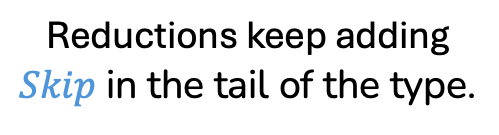 Reductions keep adding
Skip in the tail of the type.